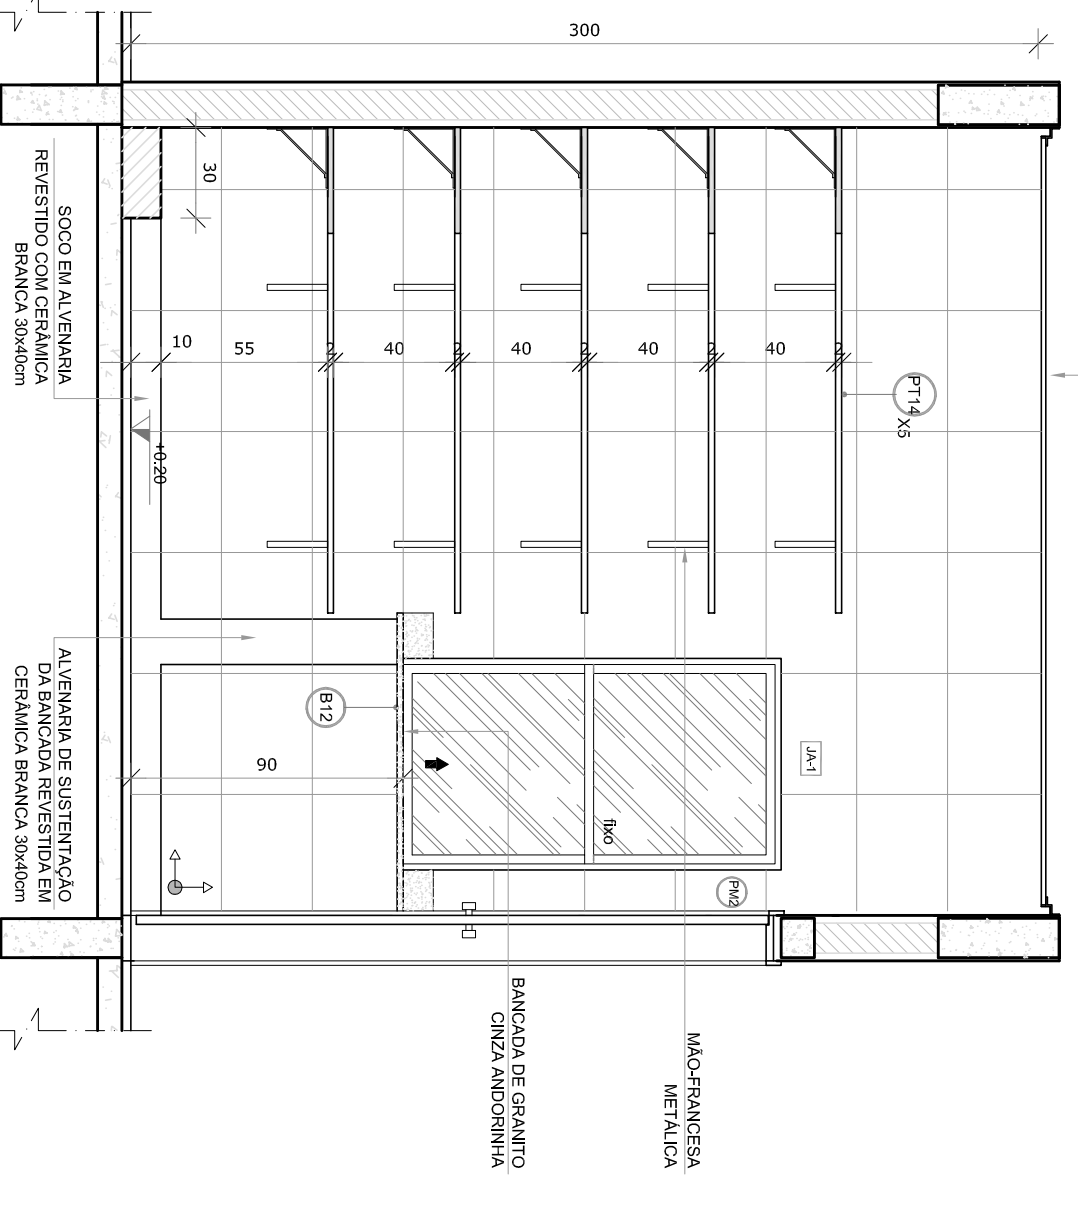 300
30
SOCO EM ALVENARIA
REVESTIDO COM CERÂMICA
BRANCA 30x40cm
10
55
2
40
2
40
2
40
2
40
2
PT14
X5
+0.20
ALVENARIA DE SUSTENTAÇÃO
DA BANCADA REVESTIDA EM
CERÂMICA BRANCA 30x40cm
B12
90
JA-1
fixo
PM2
BANCADA DE GRANITO
CINZA ANDORINHA
MÃO-FRANCESA
METÁLICA